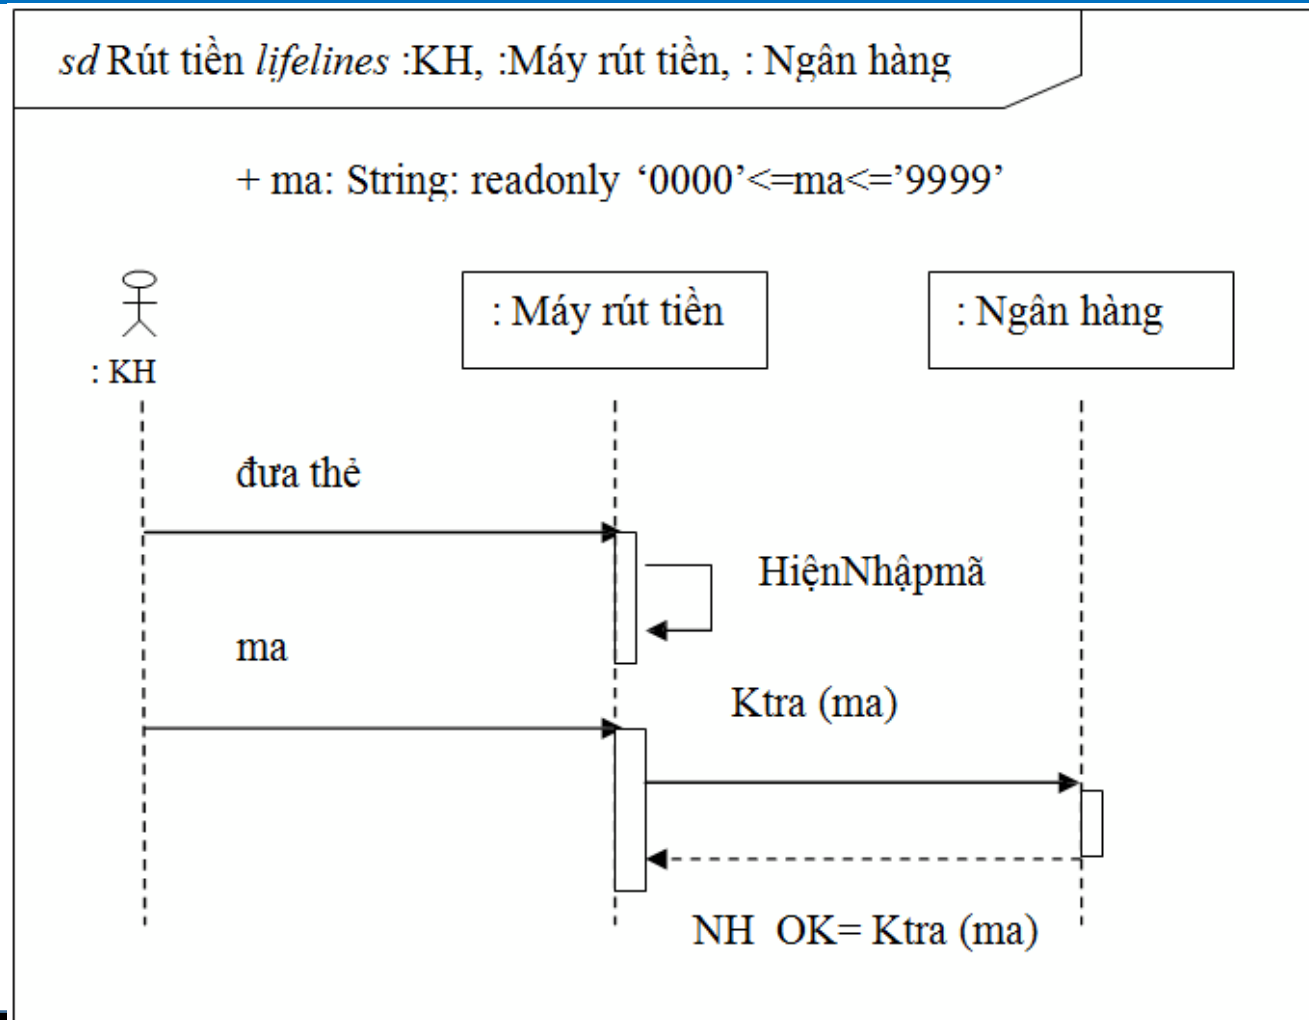 sd Rút tiền lifelines :KH, :Máy rút tiền, : Ngân hàng
+ ma: String: readonly ‘0000’<=ma<=’9999’
: Máy rút tiền
: Ngân hàng
: KH
đưa thẻ
HiệnNhậpmã
ma
Ktra (ma)
NH OK= Ktra (ma)